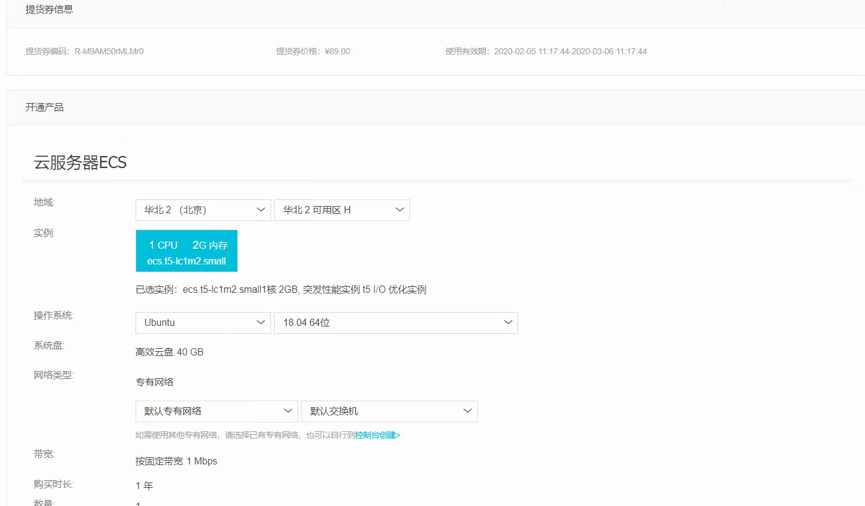 提货券信息
提货券编码：R-M9AM50rMLMr0 提货券价格：¥89.00 使用有效期：2020-02-05 11:17:44-2020-03-06 11:17:44
开通产品
云服务器ECS
地域: 华北 2 （北京） 华北 2 可用区 H
实例: 1 CPU 2G 内存
ecs.t5-lc1m2.small
已选实例：ecs.t5-lc1m2.small1核 2GB, 突发性能实例 t5 I/O 优化实例
操作系统: Ubuntu 18.04 64位
系统盘: 高效云盘 40 GB
网络类型: 专有网络
默认专有网络 默认交换机
如需使用其他专有网络，请选择已有专有网络，也可以自行到控制台创建>
带宽: 按固定带宽 1 Mbps
购买时长: 1 年
数量: 1